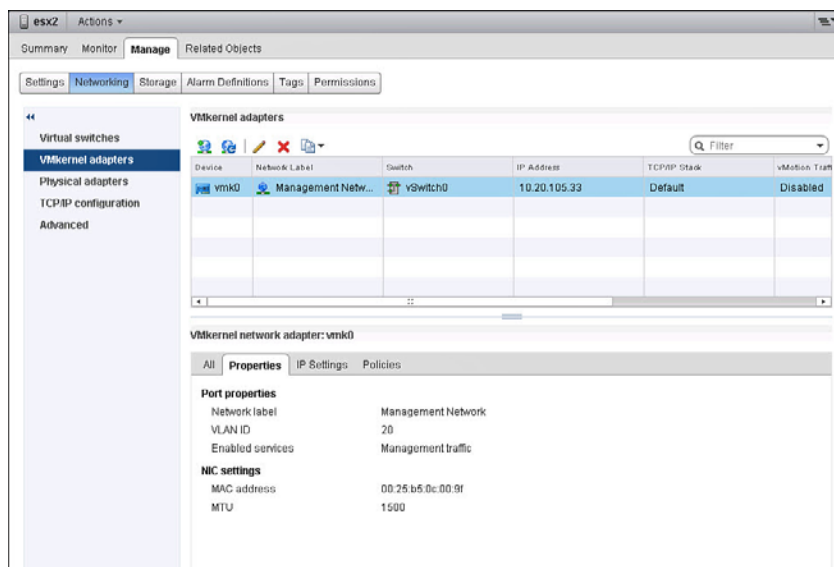 esx2 Actions
Summary Monitor Manage Related Objects
Settings Networking Storage Alarm Definitions Tags Permissions
Virtual switches
VMkernel adapters
Physical adapters
TCP/IP configuration
Advanced
VMkernel adapters
Filter
Device Network Label Switch IP Address TCP/IP Stack vMotion Traff
vmk0 Management Netw... vSwitch0 10.20.105.33 Default Disabled
VMkernel network adapter: vmk0
All Properties IP Settings Policies
Port properties
Network label Management Network
VLAN ID 20
Enabled services Management traffic
NIC settings
MAC address 00:25:b5:0c:00:9f
MTU 1500